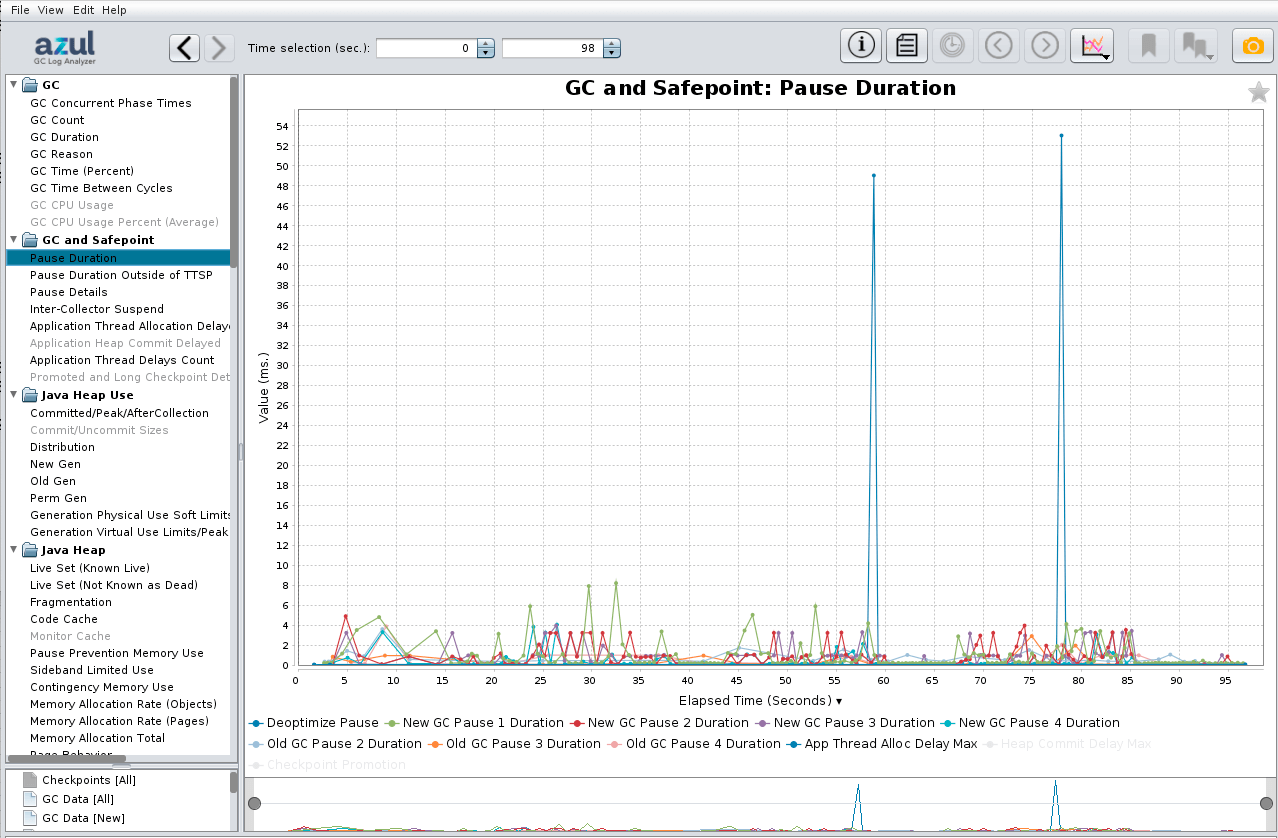 File View Edit Help
azul
GC Log Analyzer
Time selection (sec.): 0 98
GC
GC Concurrent Phase Times
GC Count
GC Duration
GC Reason
GC Time (Percent)
GC Time Between Cycles
GC CPU Usage
GC CPU Usage Percent (Average)
GC and Safepoint
Pause Duration
Pause Duration Outside of TTSP
Pause Details
Inter-Collector Suspend
Application Thread Allocation Delaye
Application Heap Commit Delayed
Application Thread Delays Count
Promoted and Long Checkpoint Det
Java Heap Use
Committed/Peak/AfterCollection
Commit/Uncommit Sizes
Distribution
New Gen
Old Gen
Perm Gen
Generation Physical Use Soft Limits
Generation Virtual Use Limits/Peak
Java Heap
Live Set (Known Live)
Live Set (Not Known as Dead)
Fragmentation
Code Cache
Monitor Cache
Pause Prevention Memory Use
Sideband Limited Use
Contingency Memory Use
Memory Allocation Rate (Objects)
Memory Allocation Rate (Pages)
Memory Allocation Total
Page Behavior
Checkpoints [All]
GC Data [All]
GC Data [New]
GC and Safepoint: Pause Duration
54
52
50
48
46
44
42
40
38
36
34
32
30
28
26
24
22
20
18
16
14
12
10
8
6
4
2
0
Value (ms.)
0 5 10 15 20 25 30 35 40 45 50 55 60 65 70 75 80 85 90 95
Elapsed Time (Seconds) ▾
Deoptimize Pause New GC Pause 1 Duration New GC Pause 2 Duration New GC Pause 3 Duration New GC Pause 4 Duration
Old GC Pause 2 Duration Old GC Pause 3 Duration Old GC Pause 4 Duration App Thread Alloc Delay Max Heap Commit Delay Max
Checkpoint Promotion